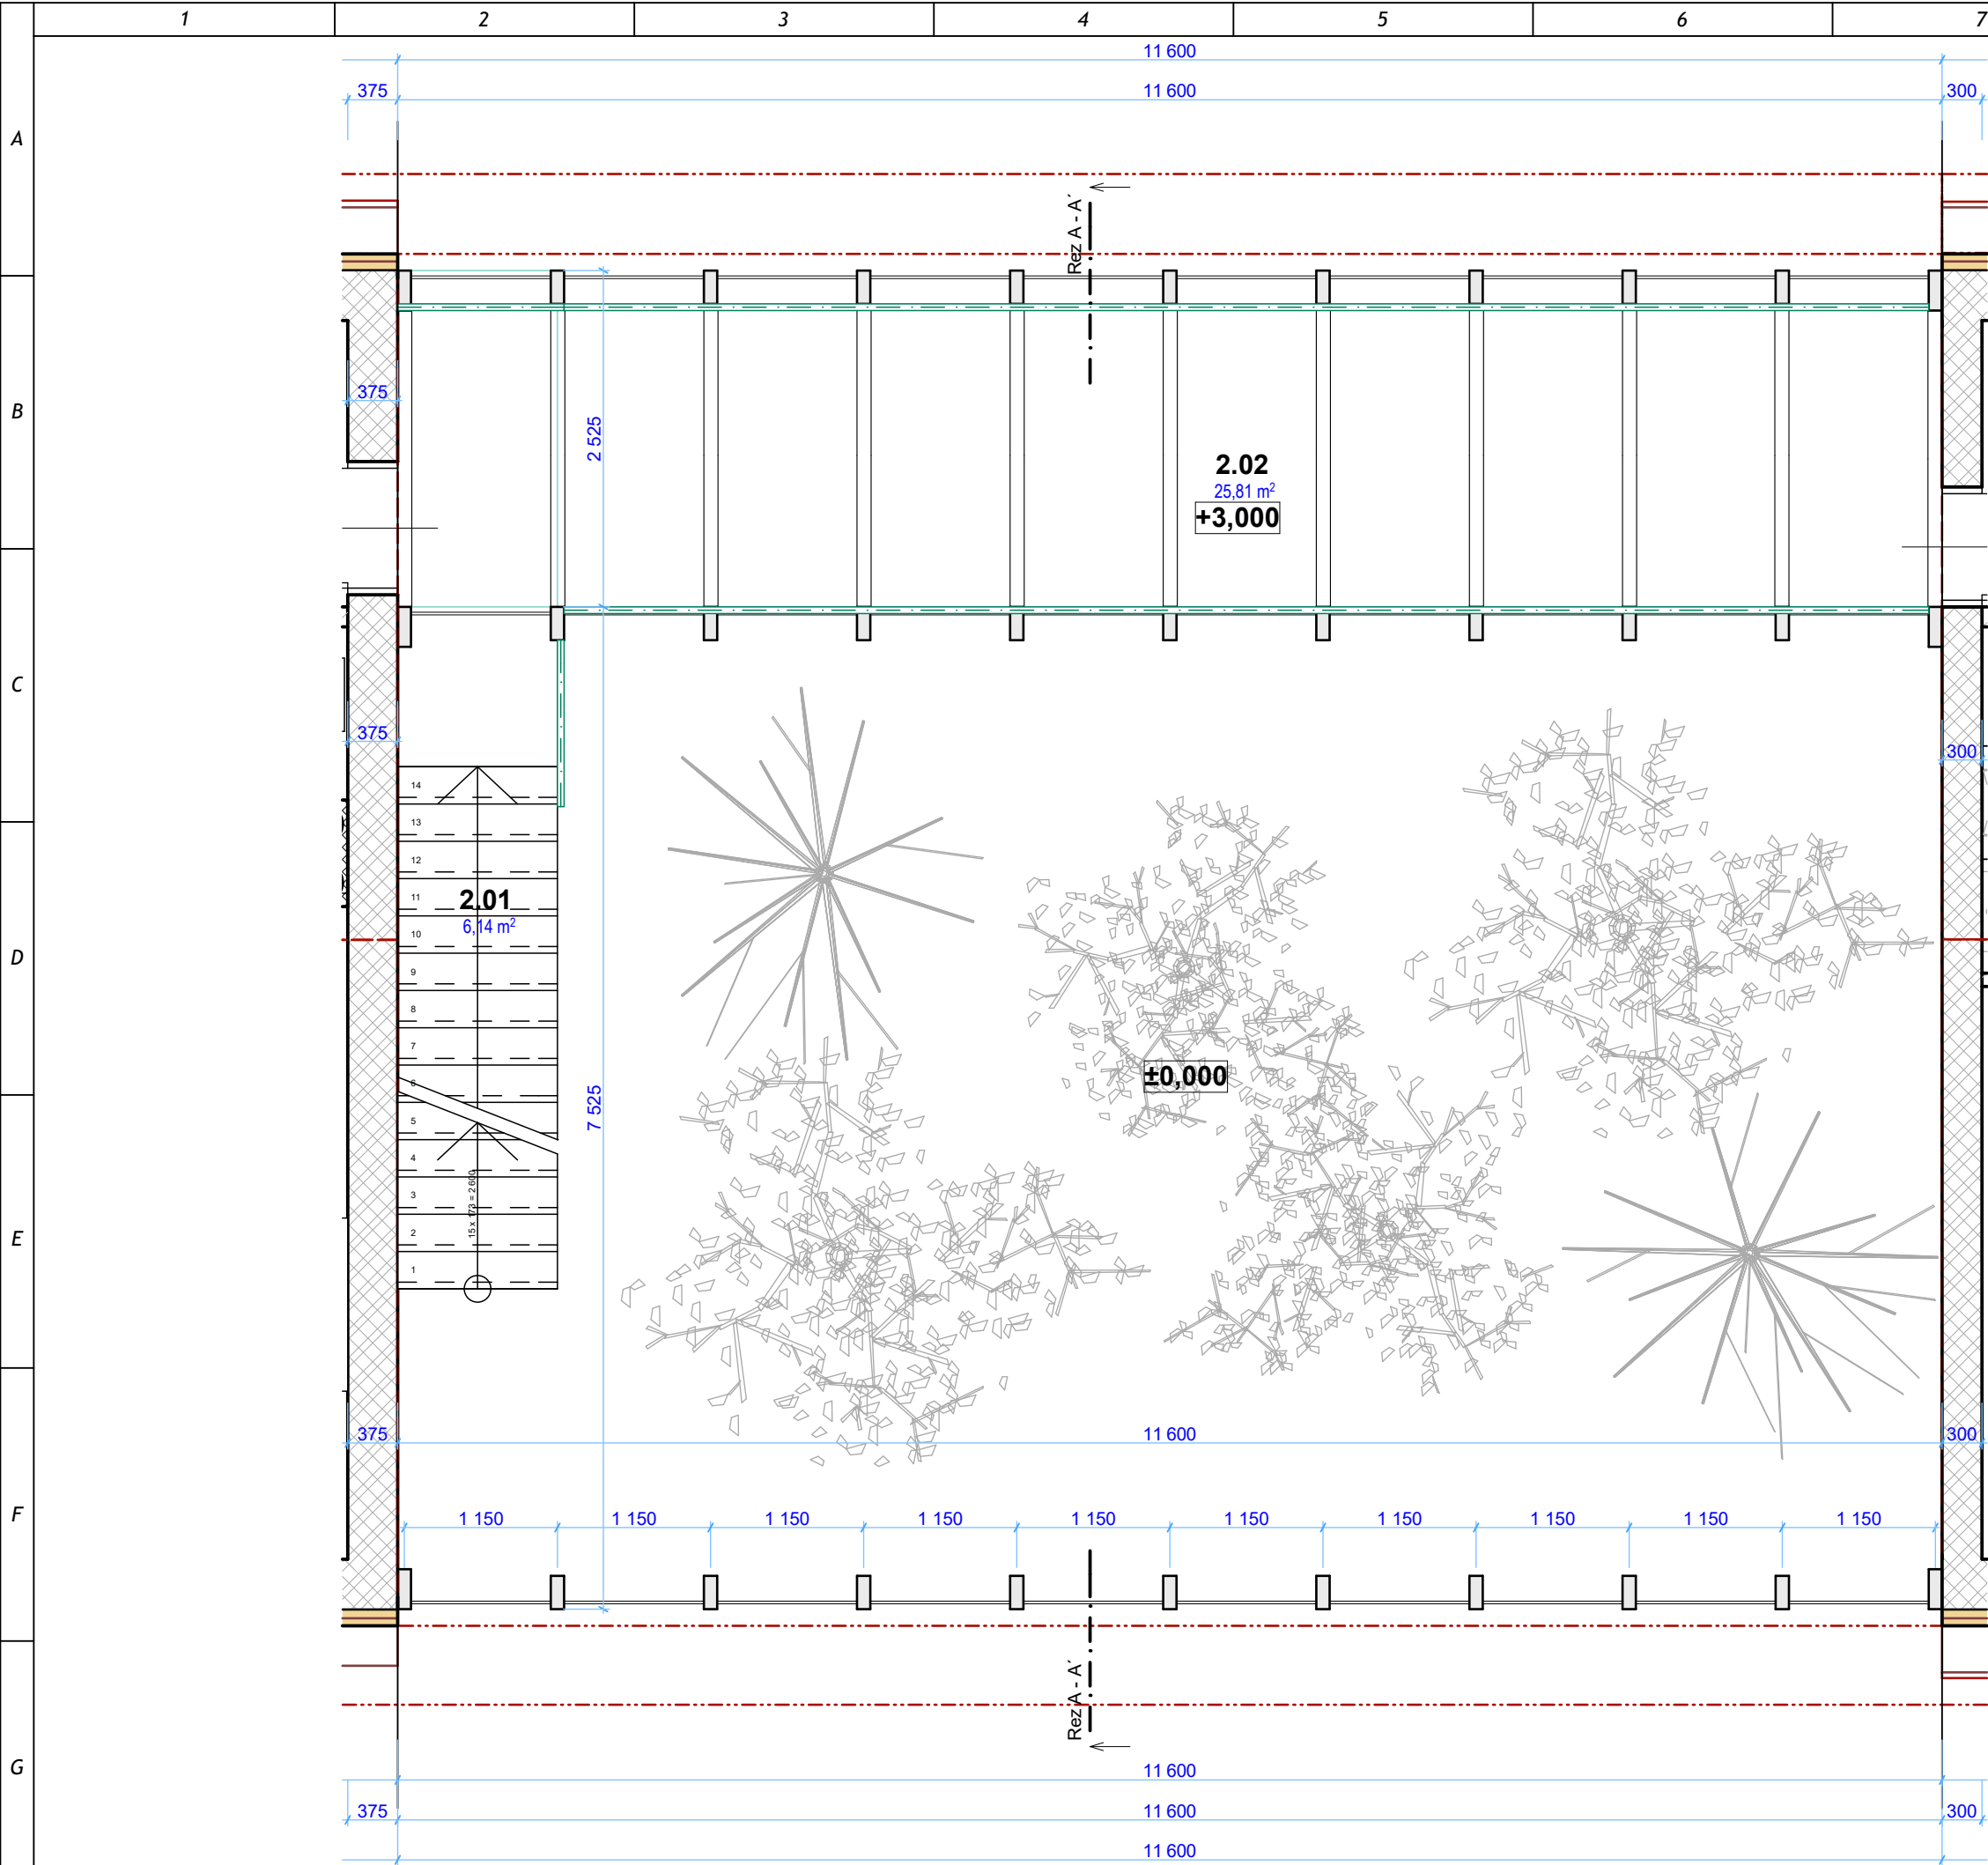 1 2 3 4 5 6 7
11 600
375 11 600 300
A
Rez A - A´
375
B
2 525
2.02
25,81 m²
+3,000
C
375
300
14
13
12
11
2.01
6,14 m²
10
D
9
8
7
±0,000
6
7 525
5
4
3
15 x 173 = 2 600
E
2
1
375 11 600 300
F
1 150 1 150 1 150 1 150 1 150 1 150 1 150 1 150 1 150 1 150
Rez A - A´
G
11 600
375 11 600 300
11 600